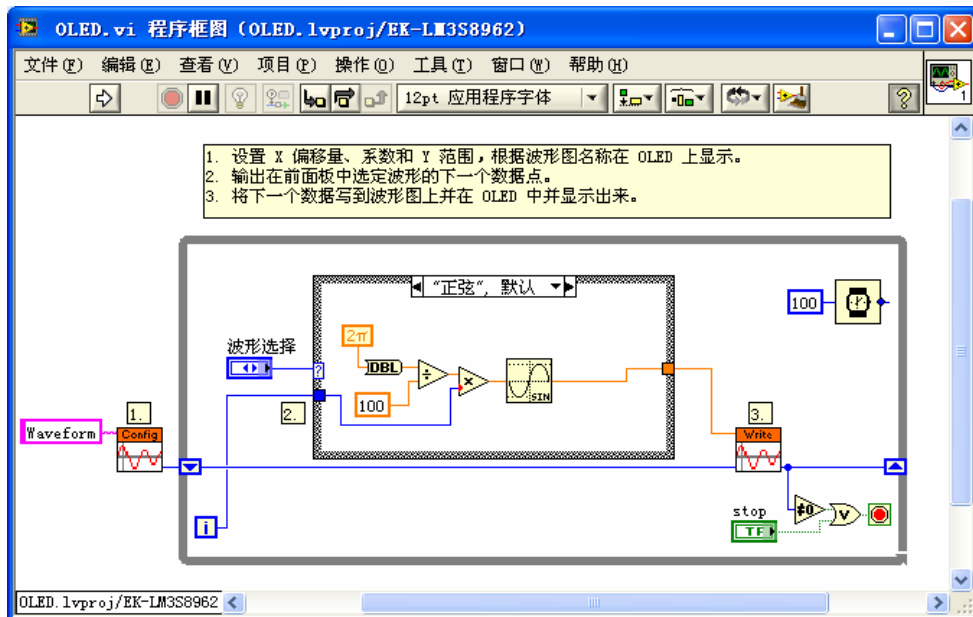 OLED.vi 程序框图 (OLED.lvproj/EK-LM3S8962)
文件(F) 编辑(E) 查看(V) 项目(P) 操作(O) 工具(T) 窗口(W) 帮助(H)
12pt 应用程序字体
?
1
1. 设置 X 偏移量、系数和 Y 范围，根据波形图名称在 OLED 上显示。
2. 输出在前面板中选定波形的下一个数据点。
3. 将下一个数据写到波形图上并在 OLED 中并显示出来。
"正弦", 默认
100
2π
波形选择
DBL
÷
?
×
SIN
100
1.
2.
3.
Waveform
Config
Write
i
stop
TF
≠0
V
OLED.lvproj/EK-LM3S8962